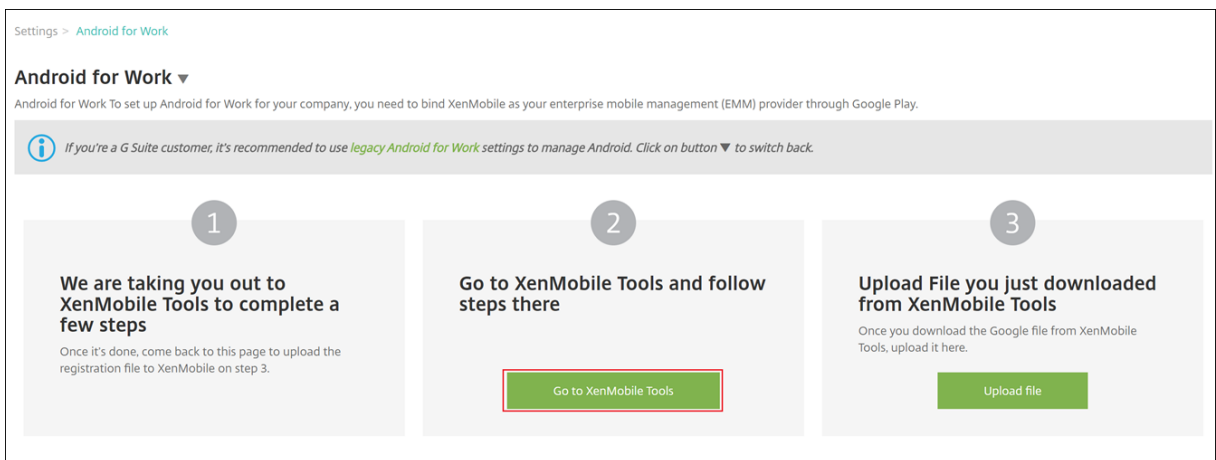 Settings > Android for Work
Android for Work ▼
Android for Work To set up Android for Work for your company, you need to bind XenMobile as your enterprise mobile management (EMM) provider through Google Play.
If you're a G Suite customer, it's recommended to use legacy Android for Work settings to manage Android. Click on button ▼ to switch back.
1
We are taking you out to
XenMobile Tools to complete a
few steps
Once it's done, come back to this page to upload the
registration file to XenMobile on step 3.
2
Go to XenMobile Tools and follow
steps there
Go to XenMobile Tools
3
Upload File you just downloaded
from XenMobile Tools
Once you download the Google file from XenMobile
Tools, upload it here.
Upload file